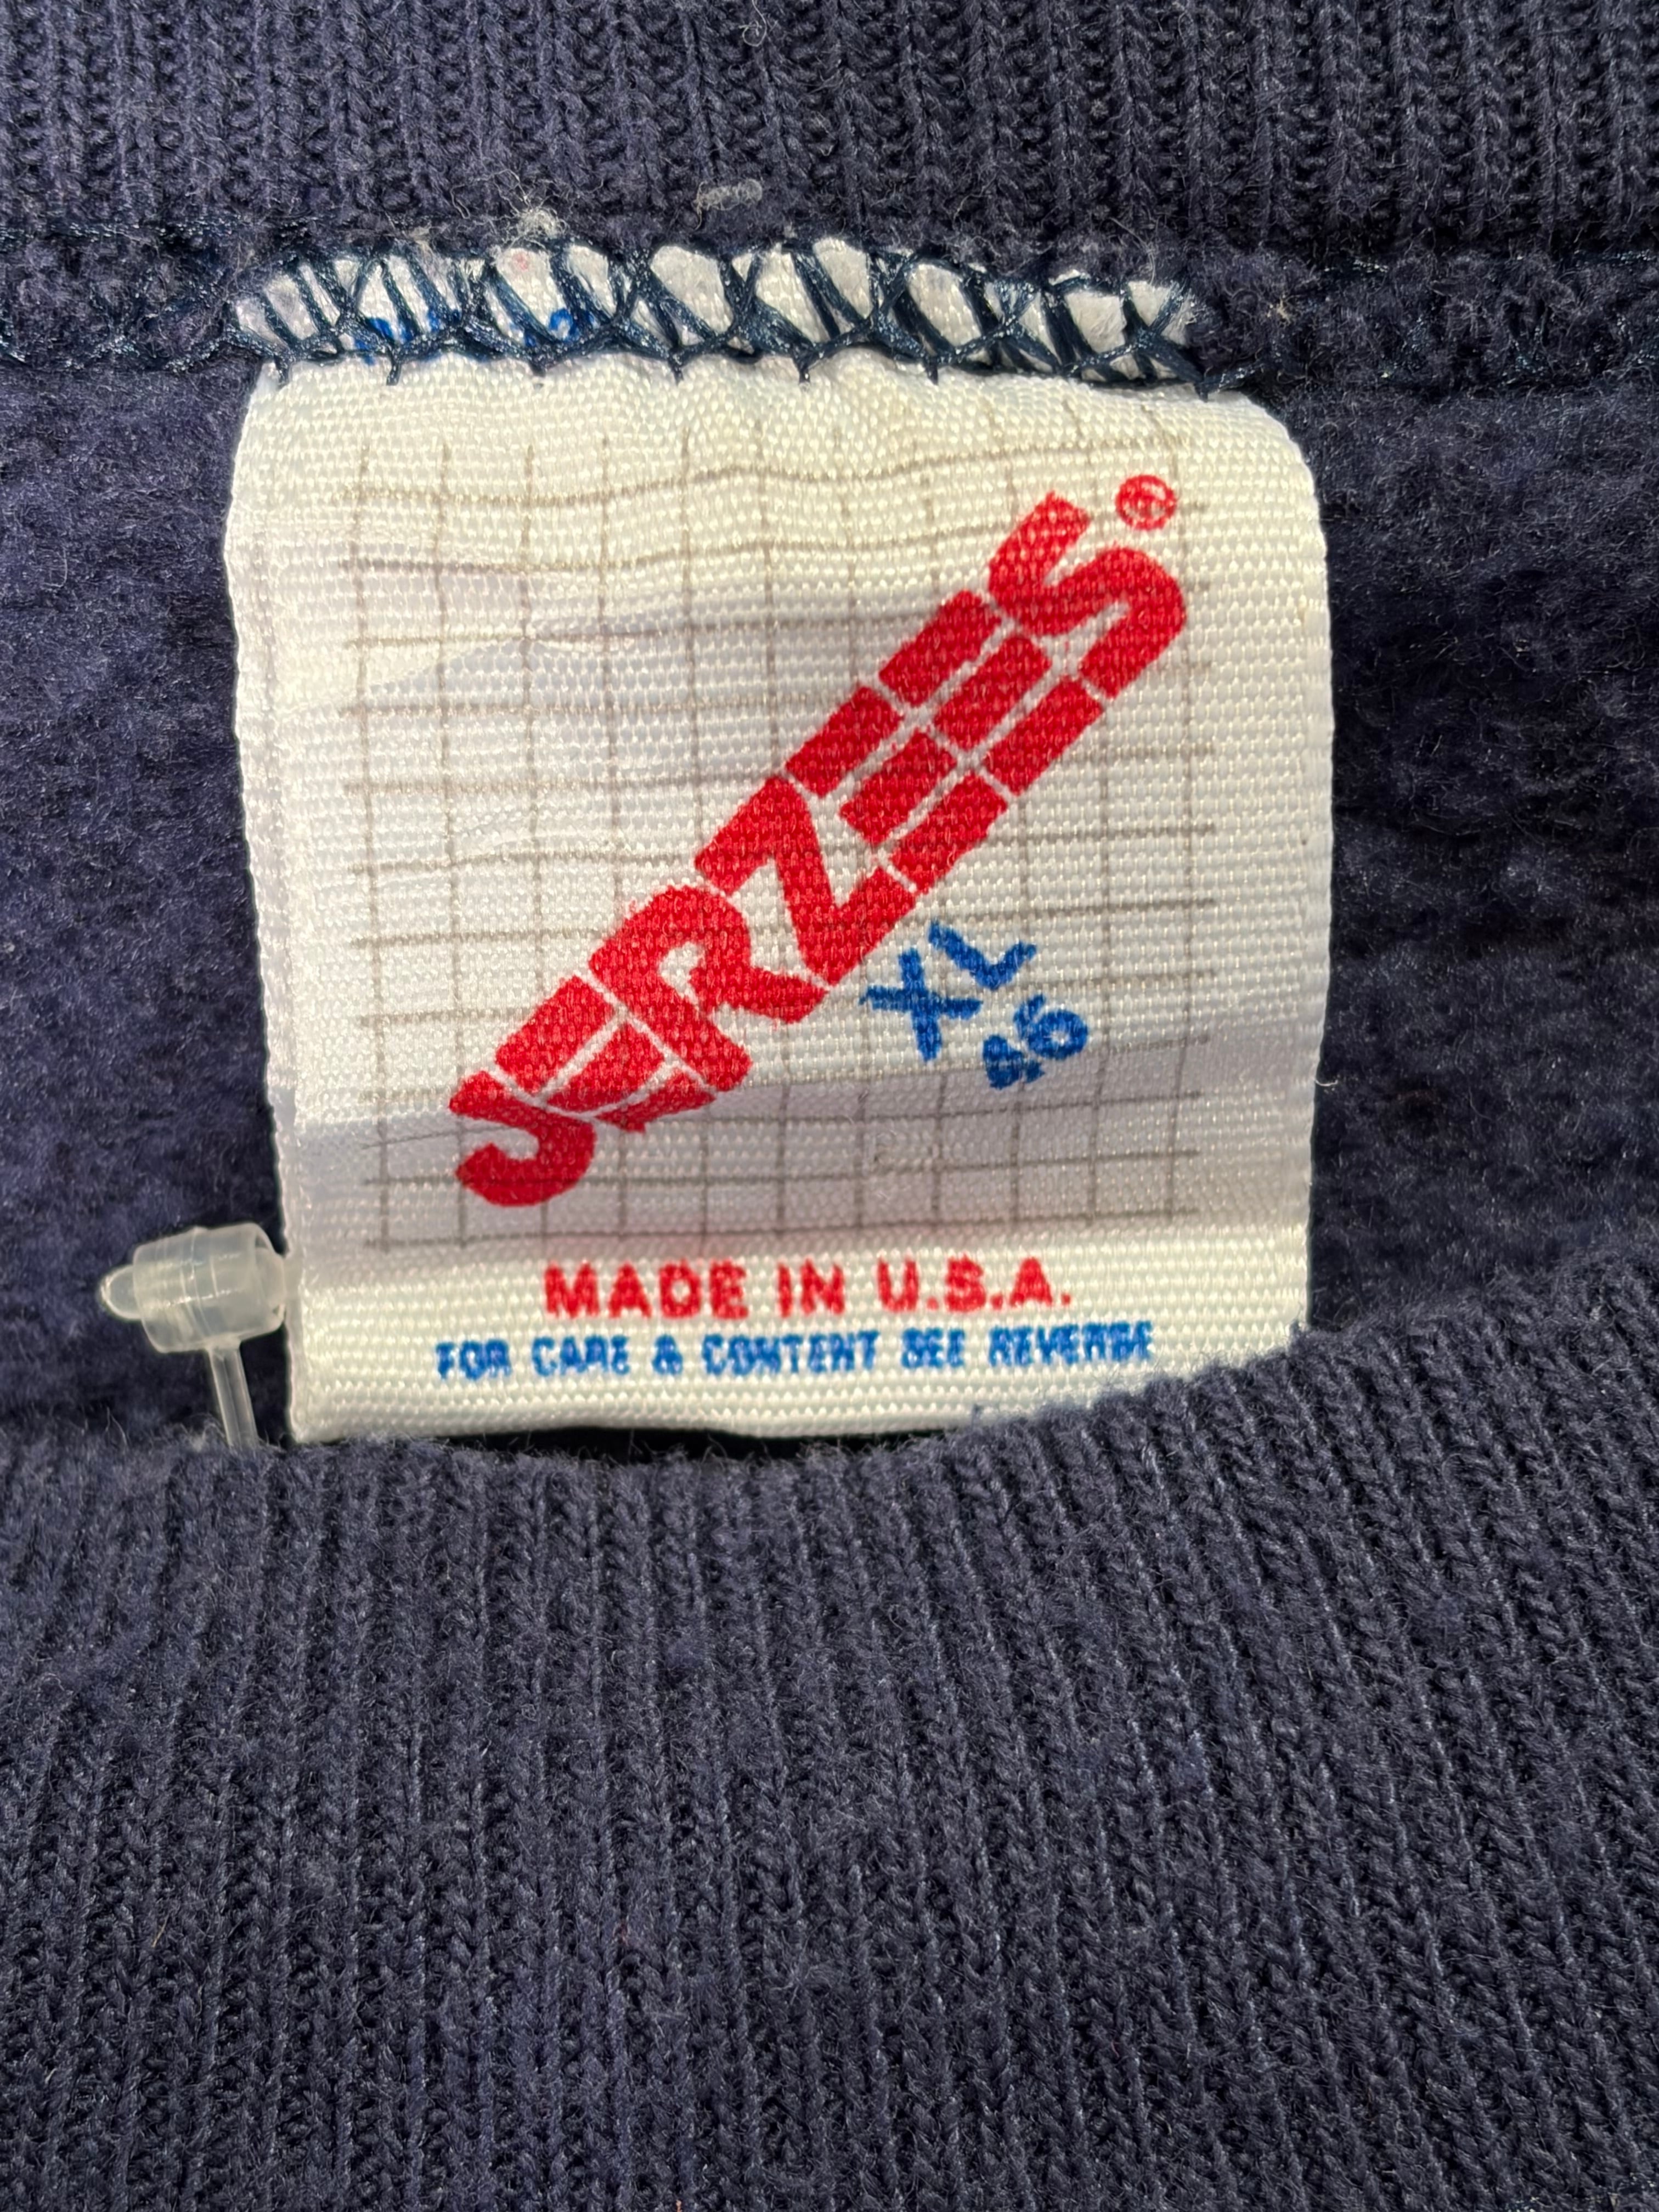 JERZEES®
XL
46
MADE IN U.S.A.
FOR CARE & CONTENT SEE REVERSE